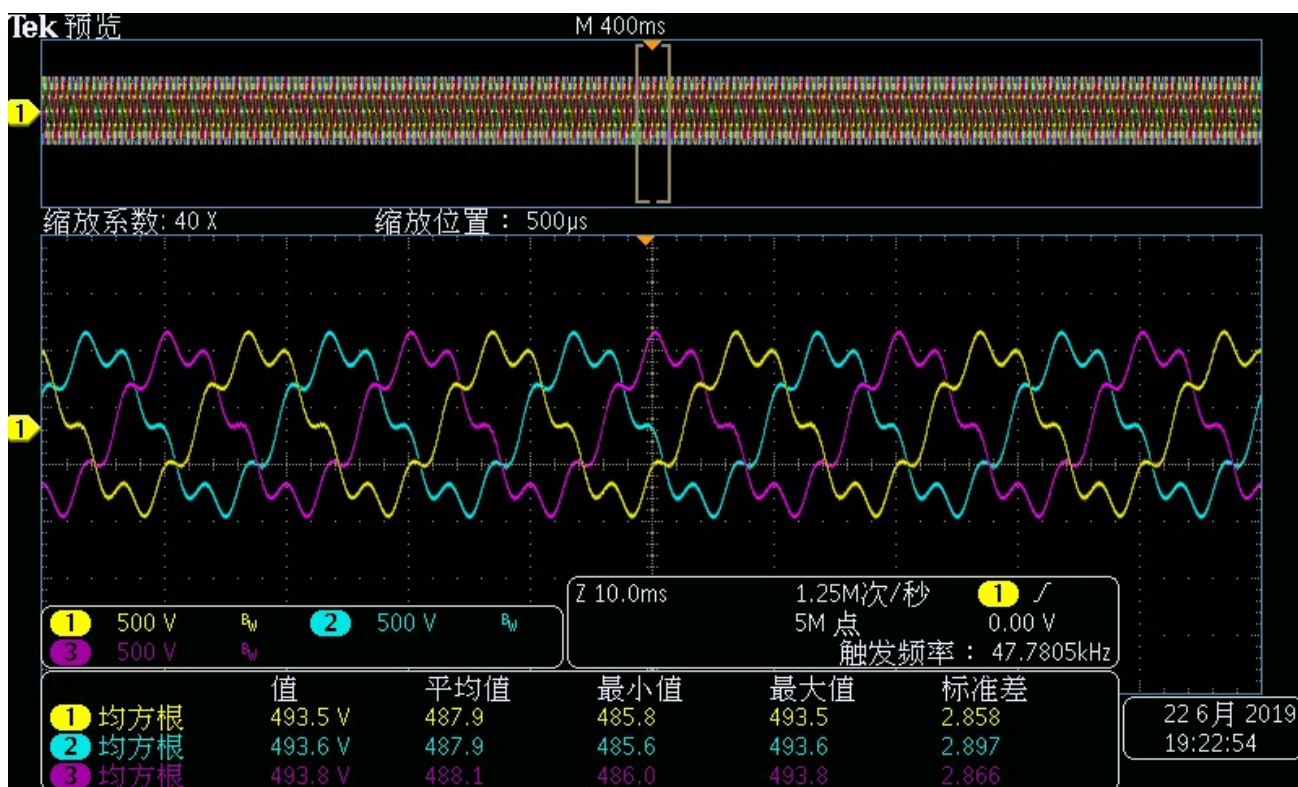 Tek 预览 M 400ms
1
缩放系数: 40 X 缩放位置： 500µs
1
Z 10.0ms 1.25M次/秒 1 /
1 500 V BW 2 500 V BW 5M 点 0.00 V
3 500 V BW 触发频率： 47.7805kHz
值 平均值 最小值 最大值 标准差
1 均方根 493.5 V 487.9 485.8 493.5 2.858
2 均方根 493.6 V 487.9 485.6 493.6 2.897
3 均方根 493.8 V 488.1 486.0 493.8 2.866
22 6月 2019
19:22:54